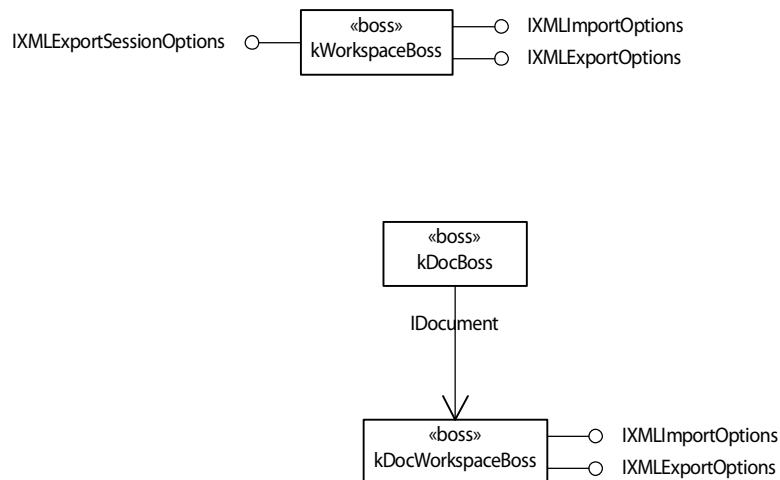 «boss»
IXMLExportSessionOptions
kWorkspaceBoss
IXMLImportOptions
IXMLExportOptions
«boss»
kDocBoss
IDocument
«boss»
kDocWorkspaceBoss
IXMLImportOptions
IXMLExportOptions